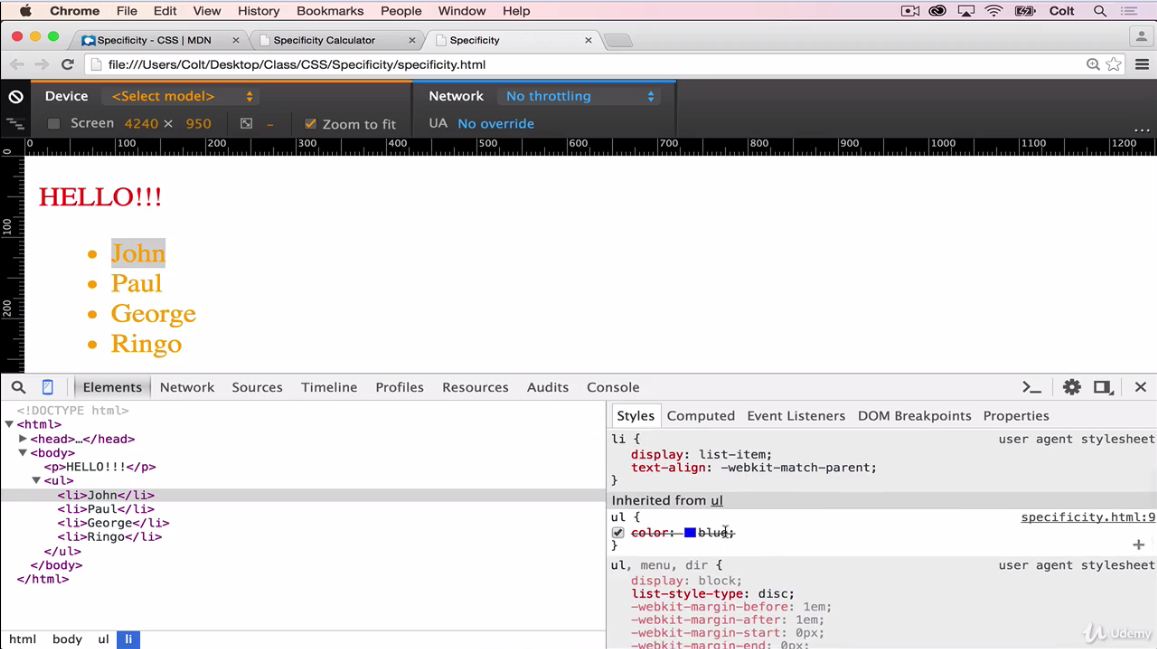 Chrome File Edit View History Bookmarks People Window Help Colt
Specificity - CSS | MDN × Specificity Calculator × Specificity ×
file:///Users/Colt/Desktop/Class/CSS/Specificity/specificity.html
Device <Select model> Network No throttling
Screen 4240 × 950 – Zoom to fit UA No override ...
0 100 200 300 400 500 600 700 800 900 1000 1100 1200
0
100
200
HELLO!!!
• John
• Paul
• George
• Ringo
Elements Network Sources Timeline Profiles Resources Audits Console
<!DOCTYPE html>
<html>
<head>…</head>
<body>
<p>HELLO!!!</p>
<ul>
<li>John</li>
<li>Paul</li>
<li>George</li>
<li>Ringo</li>
</ul>
</body>
</html>
html body ul li
Styles Computed Event Listeners DOM Breakpoints Properties
li { user agent stylesheet
display: list-item;
text-align: -webkit-match-parent;
}
Inherited from ul
ul { specificity.html:9
color: blue;
}
ul, menu, dir { user agent stylesheet
display: block;
list-style-type: disc;
-webkit-margin-before: 1em;
-webkit-margin-after: 1em;
-webkit-margin-start: 0px;
-webkit-margin-end: 0px;
Udemy